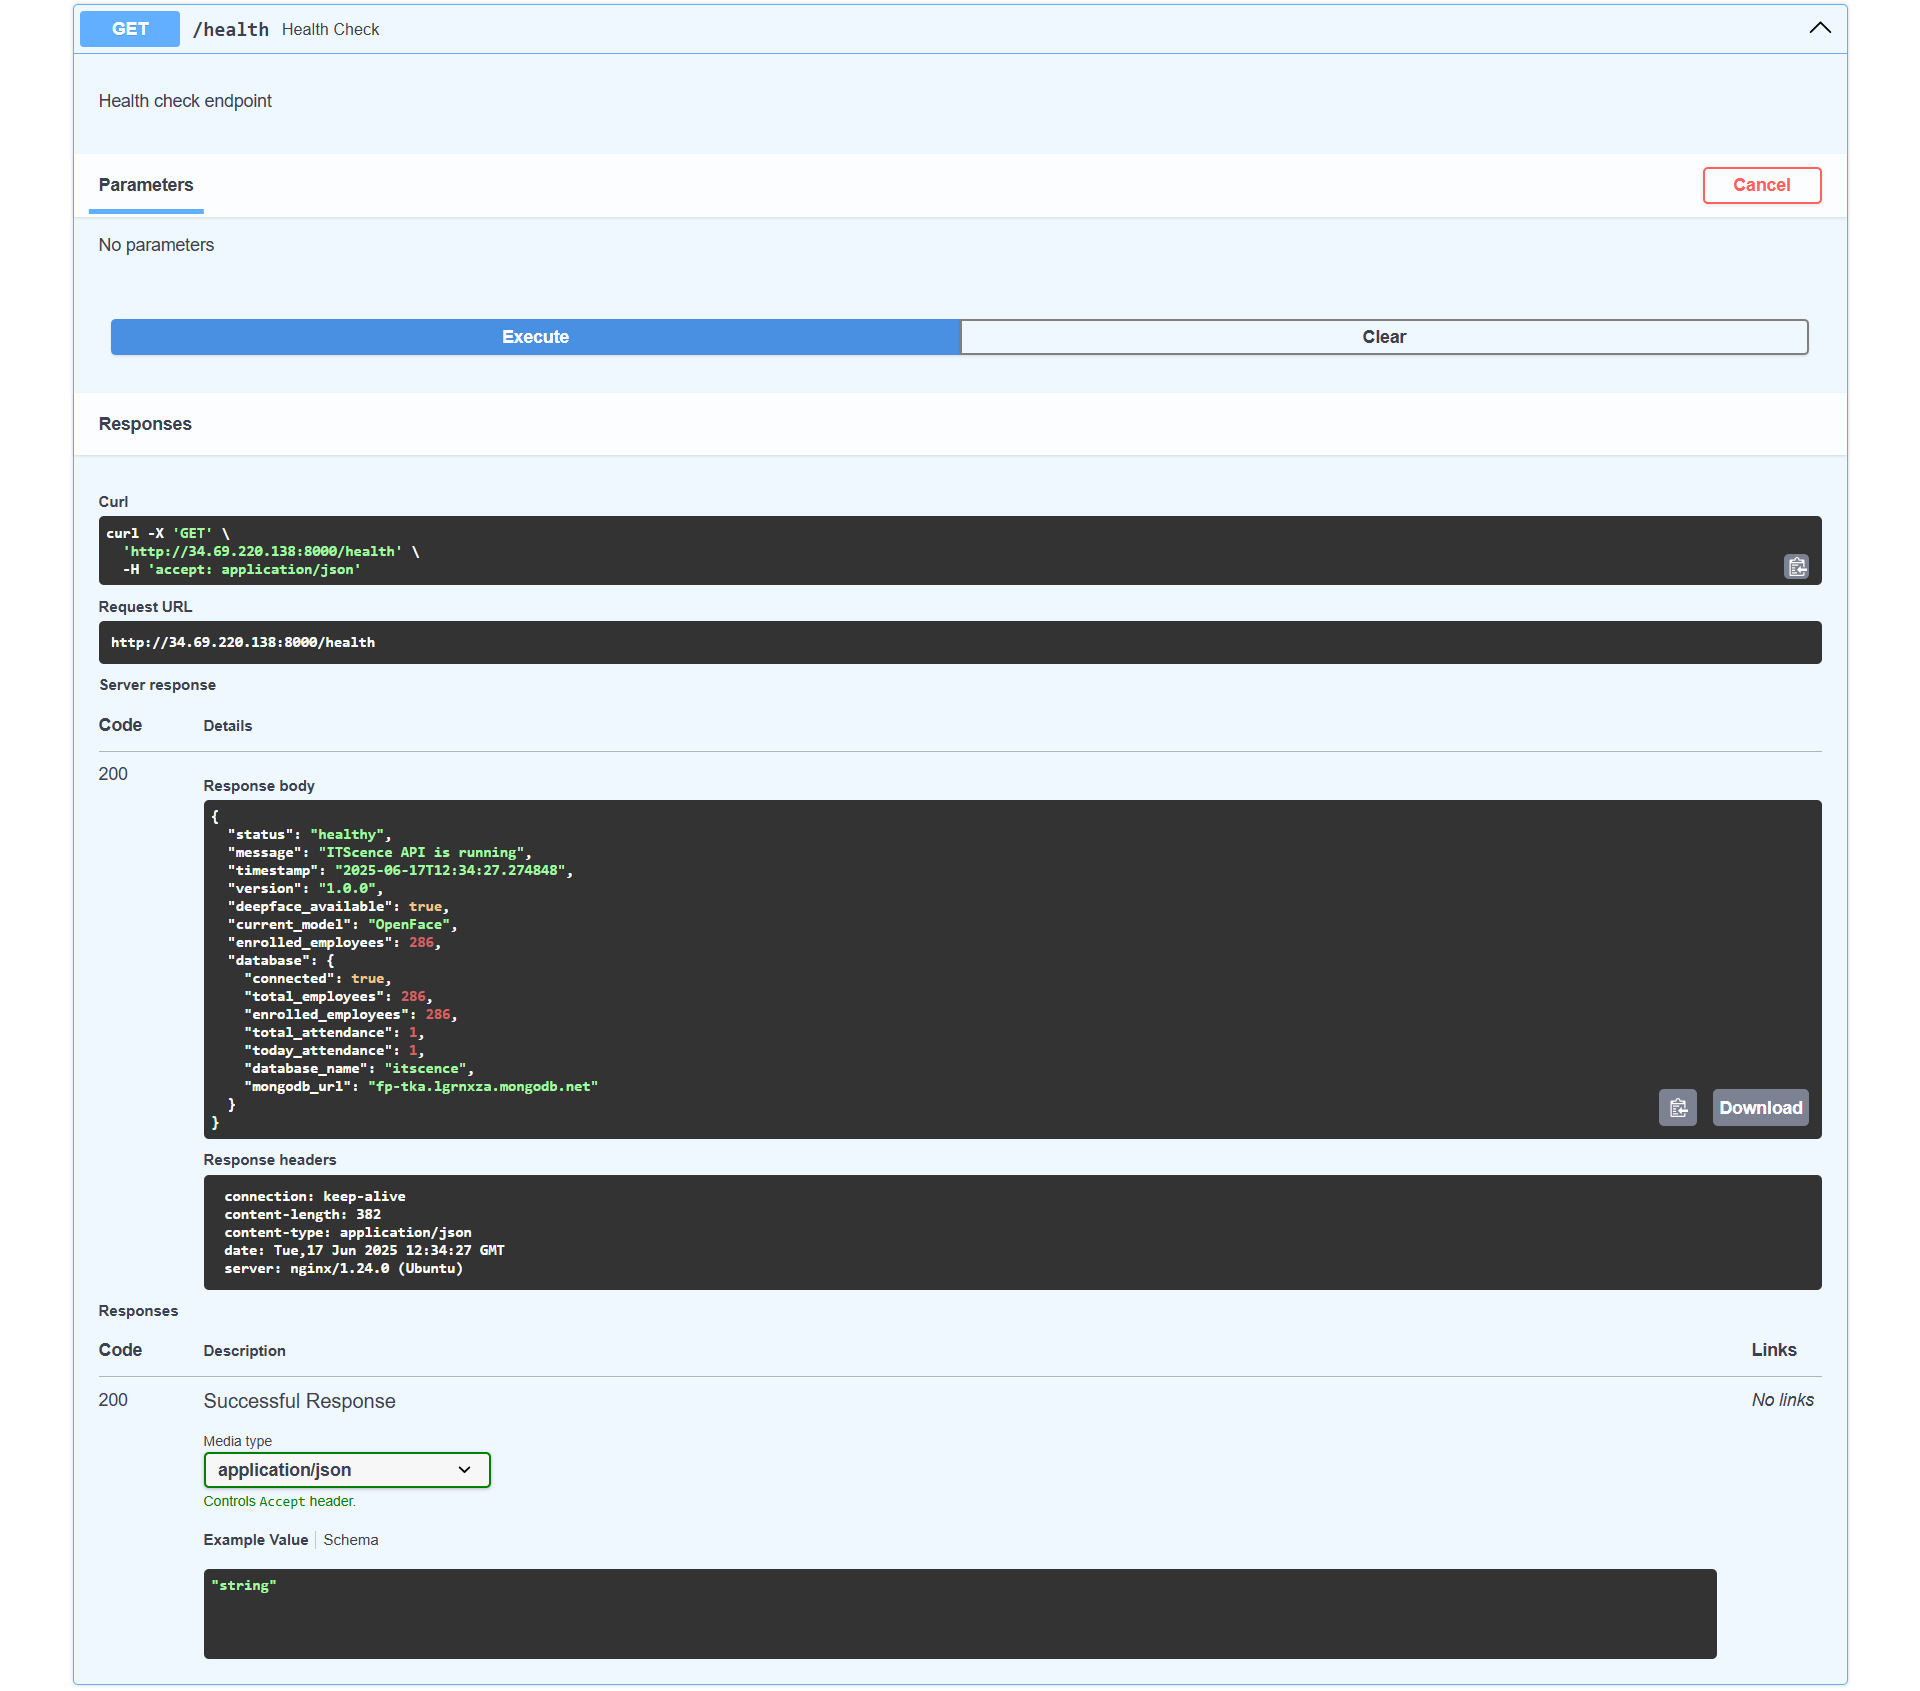 GET /health Health Check
Health check endpoint
Parameters
Cancel
No parameters
Execute
Clear
Responses
Curl
curl -X 'GET' \
  'http://34.69.220.138:8000/health' \
  -H 'accept: application/json'
Request URL
http://34.69.220.138:8000/health
Server response
Code Details
200
Response body
{
  "status": "healthy",
  "message": "ITScence API is running",
  "timestamp": "2025-06-17T12:34:27.274848",
  "version": "1.0.0",
  "deepface_available": true,
  "current_model": "OpenFace",
  "enrolled_employees": 286,
  "database": {
    "connected": true,
    "total_employees": 286,
    "enrolled_employees": 286,
    "total_attendance": 1,
    "today_attendance": 1,
    "database_name": "itscence",
    "mongodb_url": "fp-tka.lgrnxza.mongodb.net"
  }
}
Download
Response headers
connection: keep-alive
content-length: 382
content-type: application/json
date: Tue,17 Jun 2025 12:34:27 GMT
server: nginx/1.24.0 (Ubuntu)
Responses
Code Description Links
200 Successful Response No links
Media type
application/json
Controls Accept header.
Example Value Schema
"string"